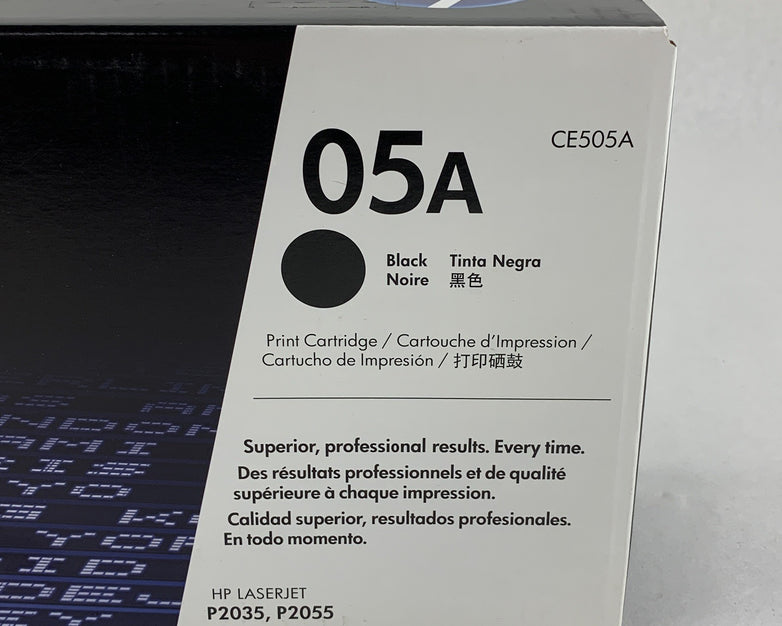 05A
CE505A
Black Tinta Negra
Noire 黑色
Print Cartridge / Cartouche d'Impression /
Cartucho de Impresión / 打印硒鼓
Superior, professional results. Every time.
Des résultats professionnels et de qualité
supérieure à chaque impression.
Calidad superior, resultados profesionales.
En todo momento.
HP LASERJET
P2035, P2055